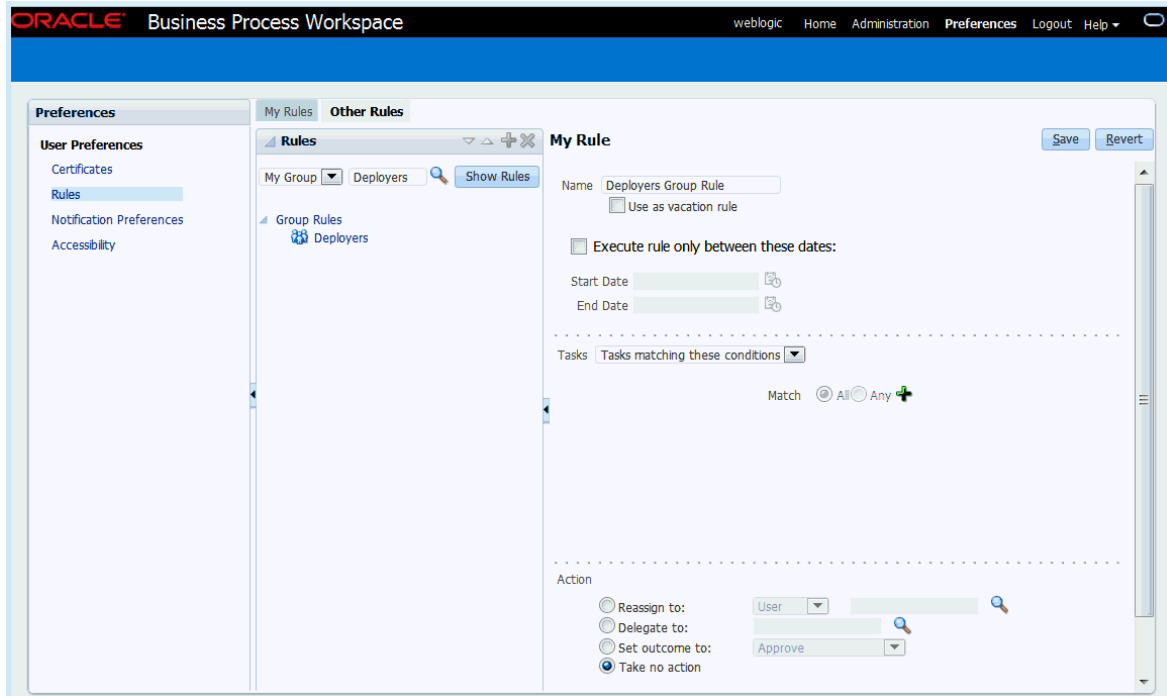 ORACLE Business Process Workspace
weblogic Home Administration Preferences Logout Help
Preferences
User Preferences
Certificates
Rules
Notification Preferences
Accessibility
My Rules Other Rules
Rules
My Group Deployers Show Rules
Group Rules
Deployers
My Rule Save Revert
Name Deployers Group Rule
Use as vacation rule
Execute rule only between these dates:
Start Date
End Date
Tasks Tasks matching these conditions
Match All Any
Action
Reassign to: User
Delegate to:
Set outcome to: Approve
Take no action